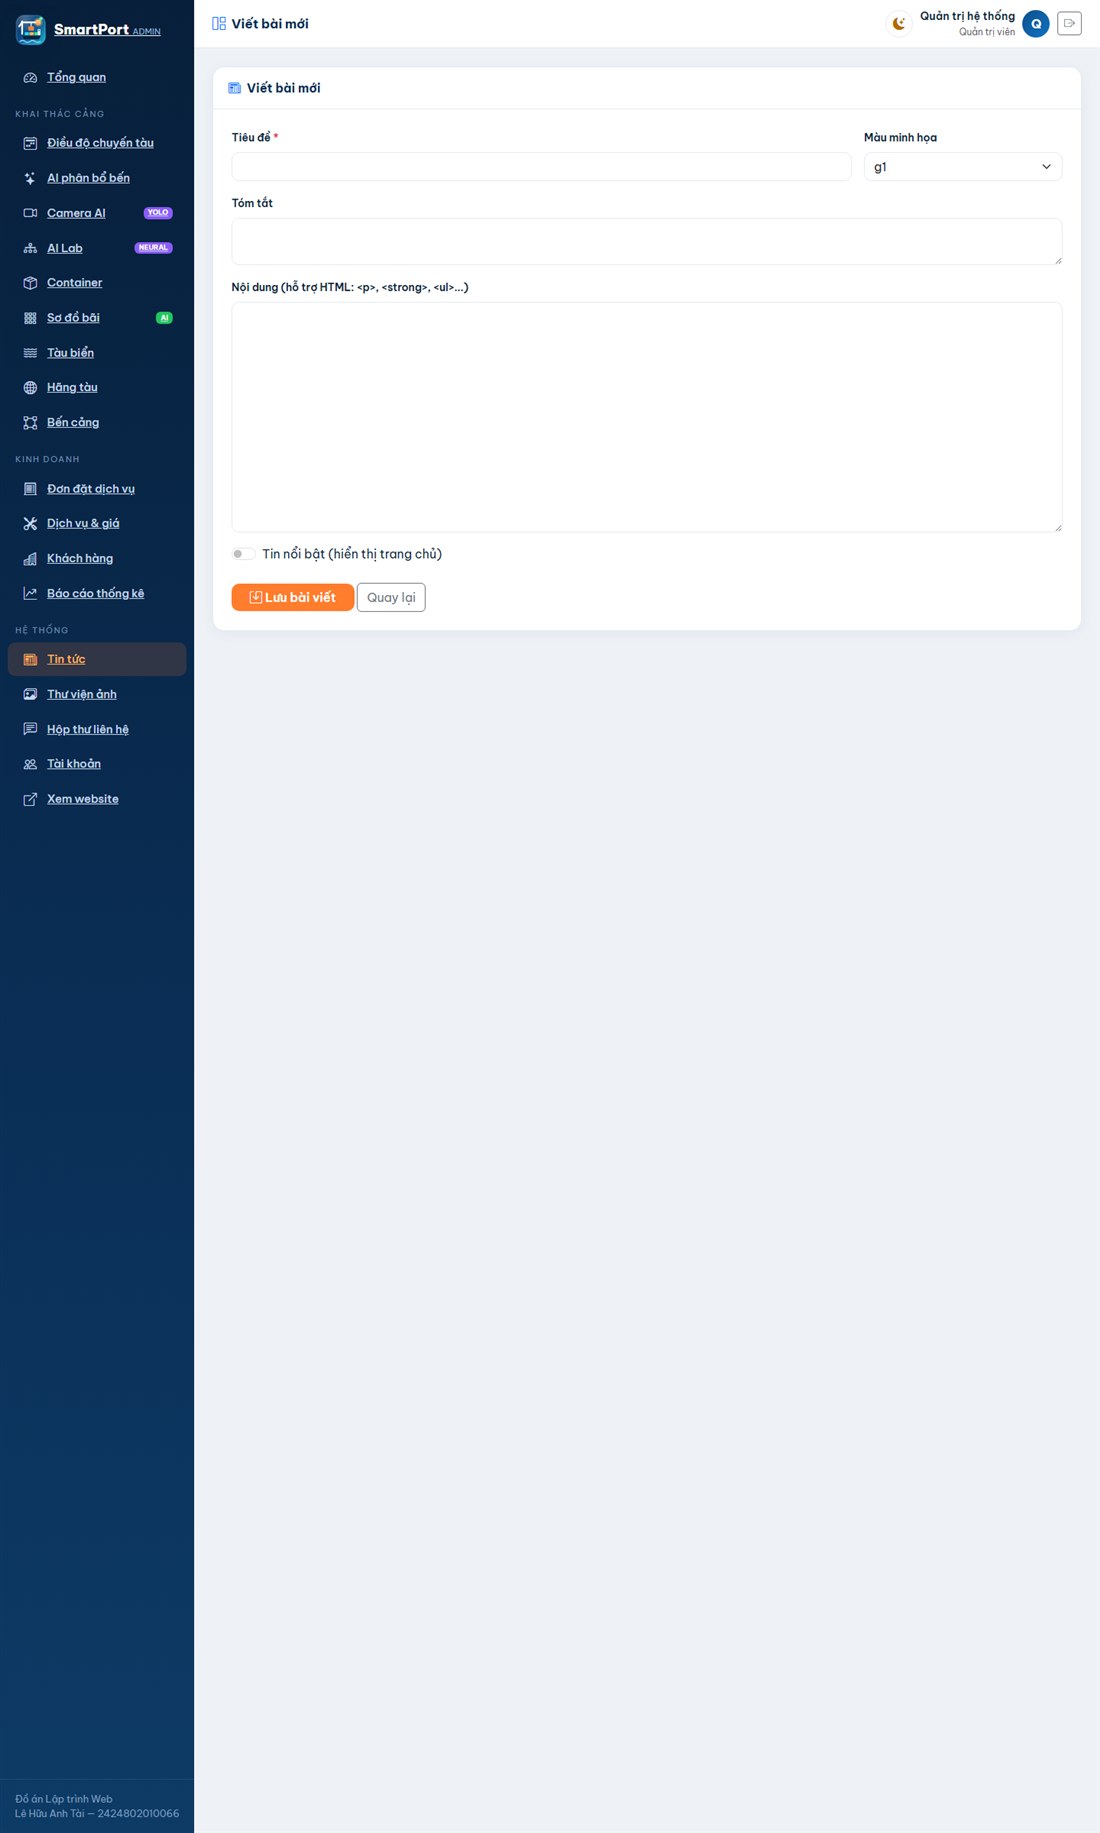 SmartPort ADMIN
Tổng quan
KHAI THÁC CẢNG
Điều độ chuyến tàu
AI phân bổ bến
Camera AI YOLO
AI Lab NEURAL
Container
Sơ đồ bãi AI
Tàu biển
Hãng tàu
Bến cảng
KINH DOANH
Đơn đặt dịch vụ
Dịch vụ & giá
Khách hàng
Báo cáo thống kê
HỆ THỐNG
Tin tức
Thư viện ảnh
Hộp thư liên hệ
Tài khoản
Xem website
Đồ án Lập trình Web
Lê Hữu Anh Tài — 2424802010066
Viết bài mới
Quản trị hệ thống
Quản trị viên
Q
Viết bài mới
Tiêu đề *
Màu minh họa
g1
Tóm tắt
Nội dung (hỗ trợ HTML: <p>, <strong>, <ul>...)
Tin nổi bật (hiển thị trang chủ)
Lưu bài viết
Quay lại